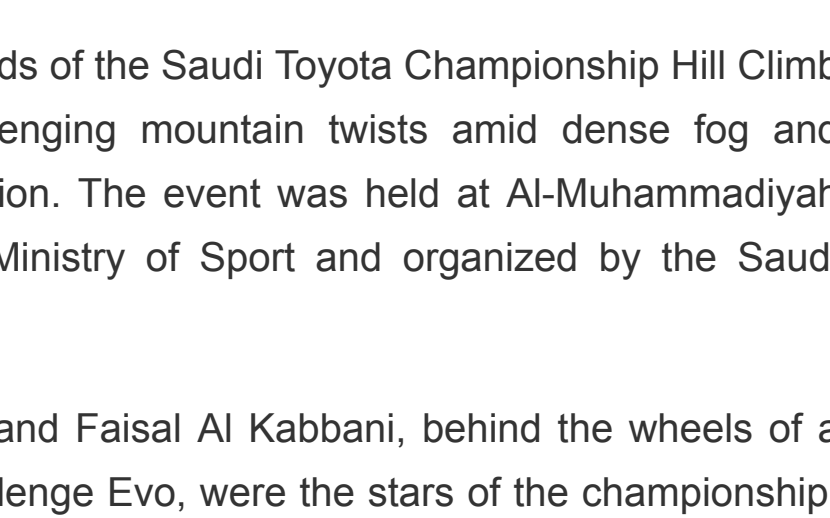 ds of the Saudi Toyota Championship Hill Climb
enging mountain twists amid dense fog and
ion. The event was held at Al-Muhammadiyah
Ministry of Sport and organized by the Saud
and Faisal Al Kabbani, behind the wheels of a
lenge Evo, were the stars of the championship